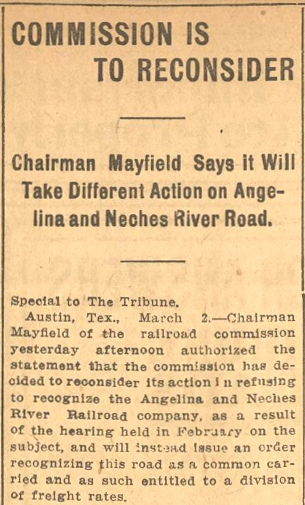 COMMISSION IS
TO RECONSIDER
Chairman Mayfield Says it Will
Take Different Action on Ange-
lina and Neches River Road.
Special to The Tribune.
Austin, Tex., March 2.—Chairman
Mayfield of the railroad commission
yesterday afternoon authorized the
statement that the commission has de-
cided to reconsider its action in refusing
to recognize the Angelina and Neches
River Railroad company, as a result
of the hearing held in February on the
subject, and will instead issue an order
recognizing this road as a common car-
ried and as such entitled to a division
of freight rates.